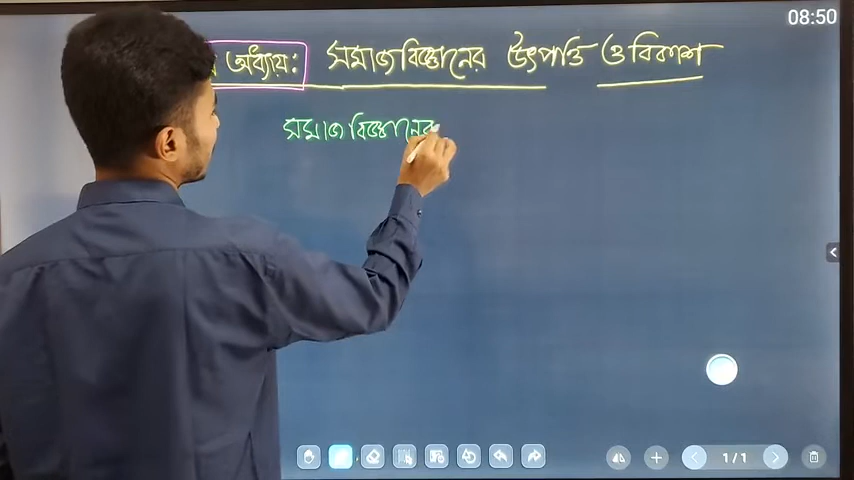 08:50
অধ্যায়: সমাজবিজ্ঞানের উৎপত্তি ও বিকাশ
সমাজবিজ্ঞানের
1/1